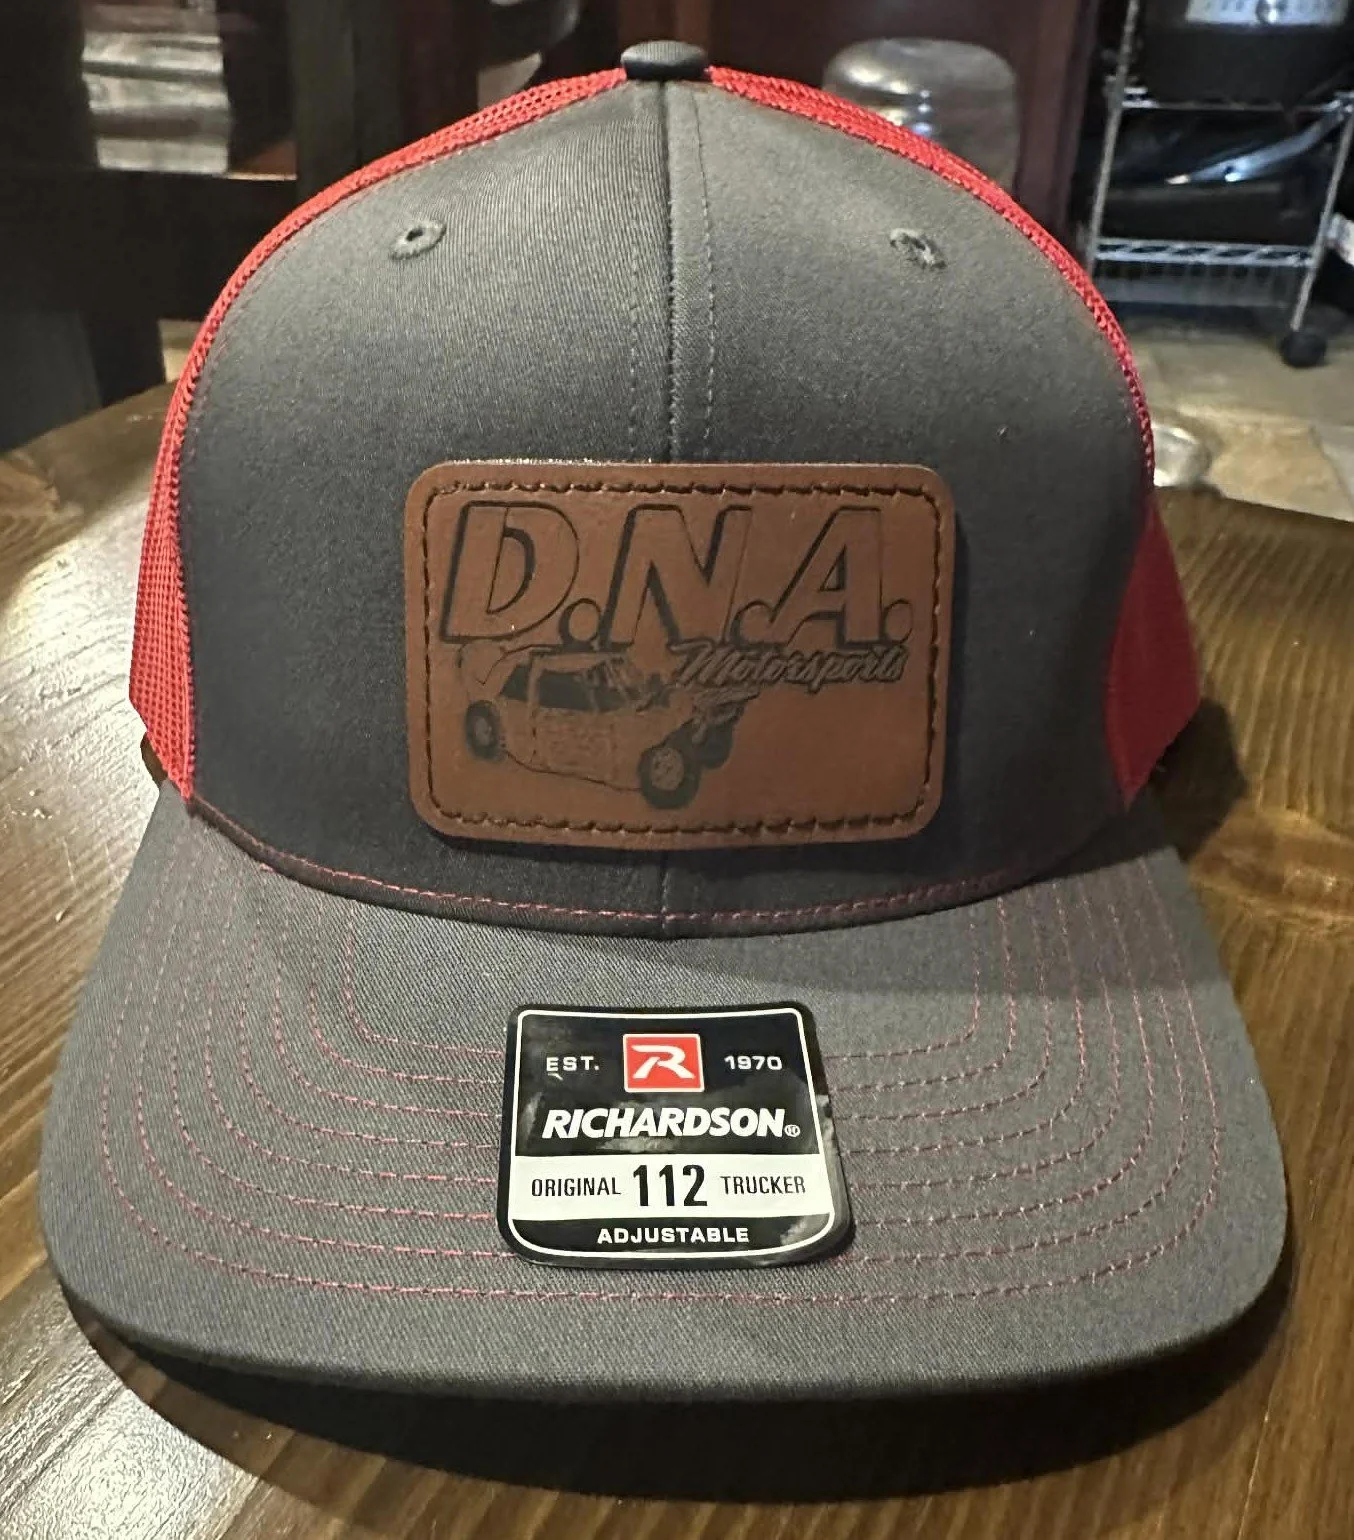 D.N.A.
Motorsports
EST. R 1970
RICHARDSON®
ORIGINAL 112 TRUCKER
ADJUSTABLE